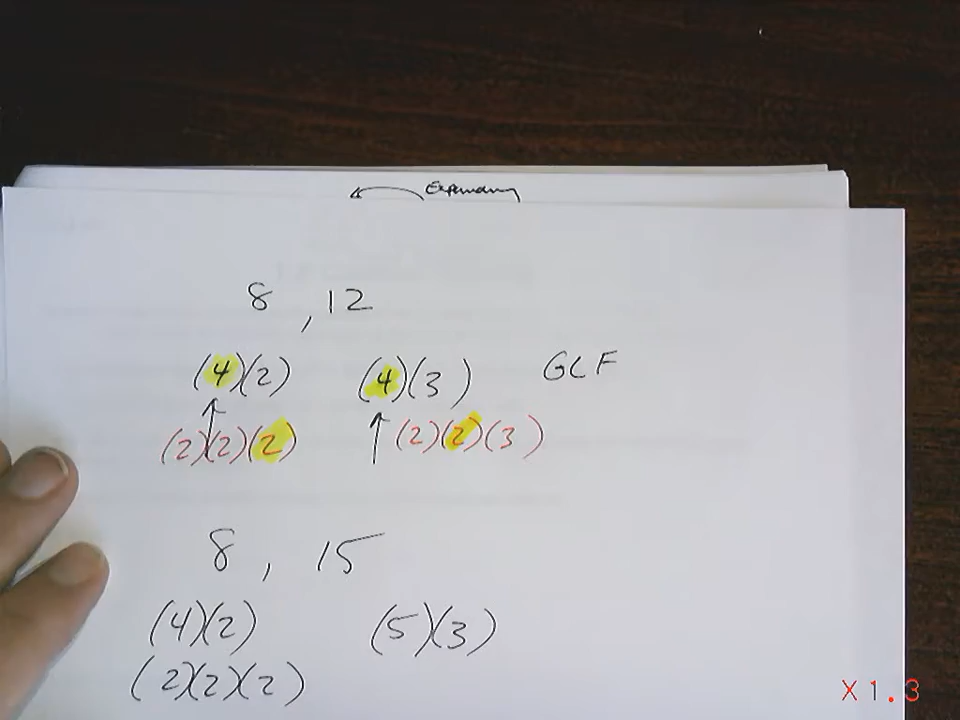 Expanding
8, 12
(4)(2) (4)(3) GCF
(2)(2)(2) (2)(2)(3)
8, 15
(4)(2) (5)(3)
(2)(2)(2)
X1.3